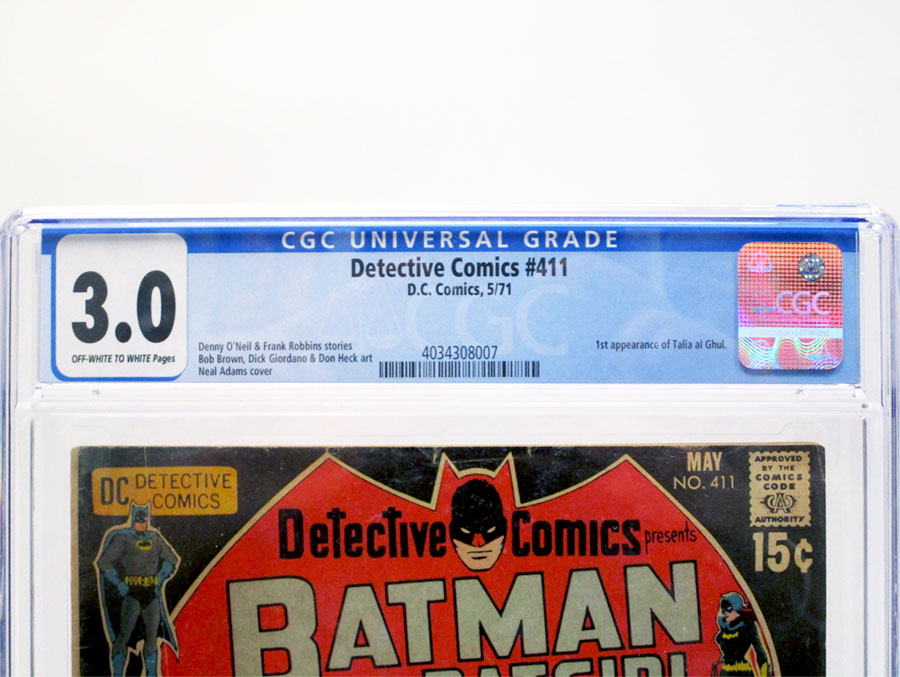 CGC UNIVERSAL GRADE
Detective Comics #411
D.C. Comics, 5/71
3.0
OFF-WHITE TO WHITE Pages
Denny O'Neil & Frank Robbins stories
Bob Brown, Dick Giordano & Don Heck art
Neal Adams cover
4034308007
1st appearance of Talia al Ghul.
CGC
CGC
DC DETECTIVE COMICS
MAY
NO. 411
APPROVED
BY THE
COMICS
CODE
AUTHORITY
15¢
Detective Comics presents
BATMAN
BATGIRL